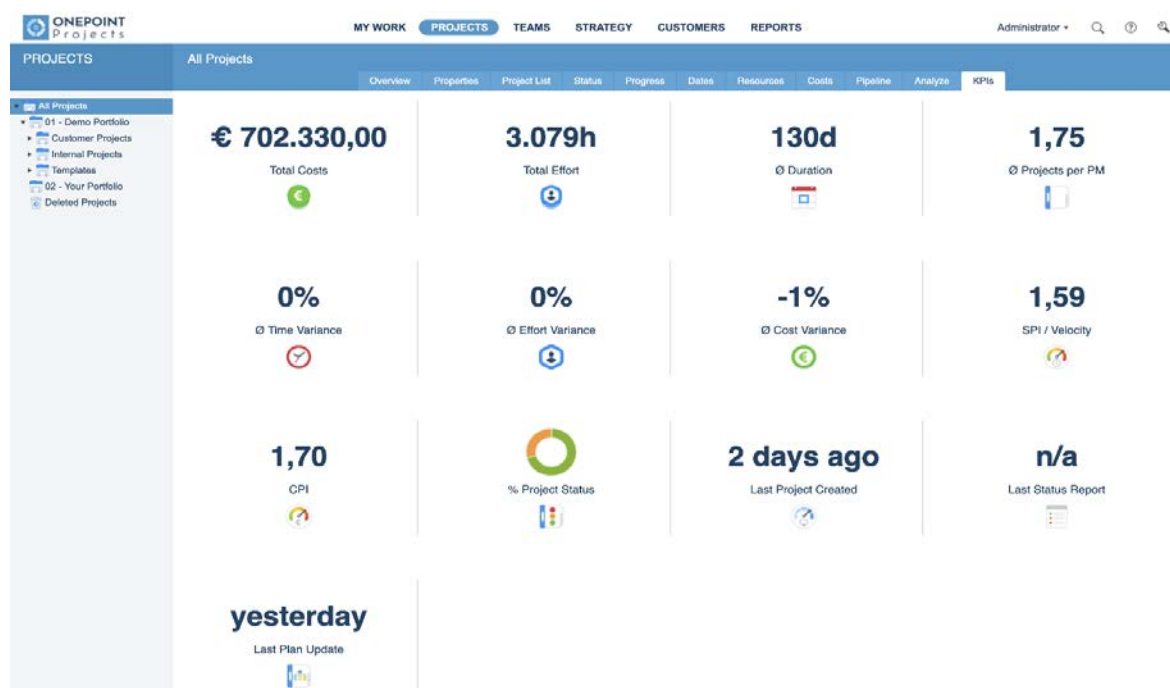 ONEPOINT
Projects
MY WORK PROJECTS TEAMS STRATEGY CUSTOMERS REPORTS
Administrator
PROJECTS
All Projects
Overview Properties Project List Status Progress Dates Resources Costs Pipeline Analyze KPIs
All Projects
01 - Demo Portfolio
Customer Projects
Internal Projects
Templates
02 - Your Portfolio
Deleted Projects
€ 702.330,00
Total Costs
3.079h
Total Effort
130d
Ø Duration
1,75
Ø Projects per PM
0%
Ø Time Variance
0%
Ø Effort Variance
-1%
Ø Cost Variance
1,59
SPI / Velocity
1,70
CPI
% Project Status
2 days ago
Last Project Created
n/a
Last Status Report
yesterday
Last Plan Update